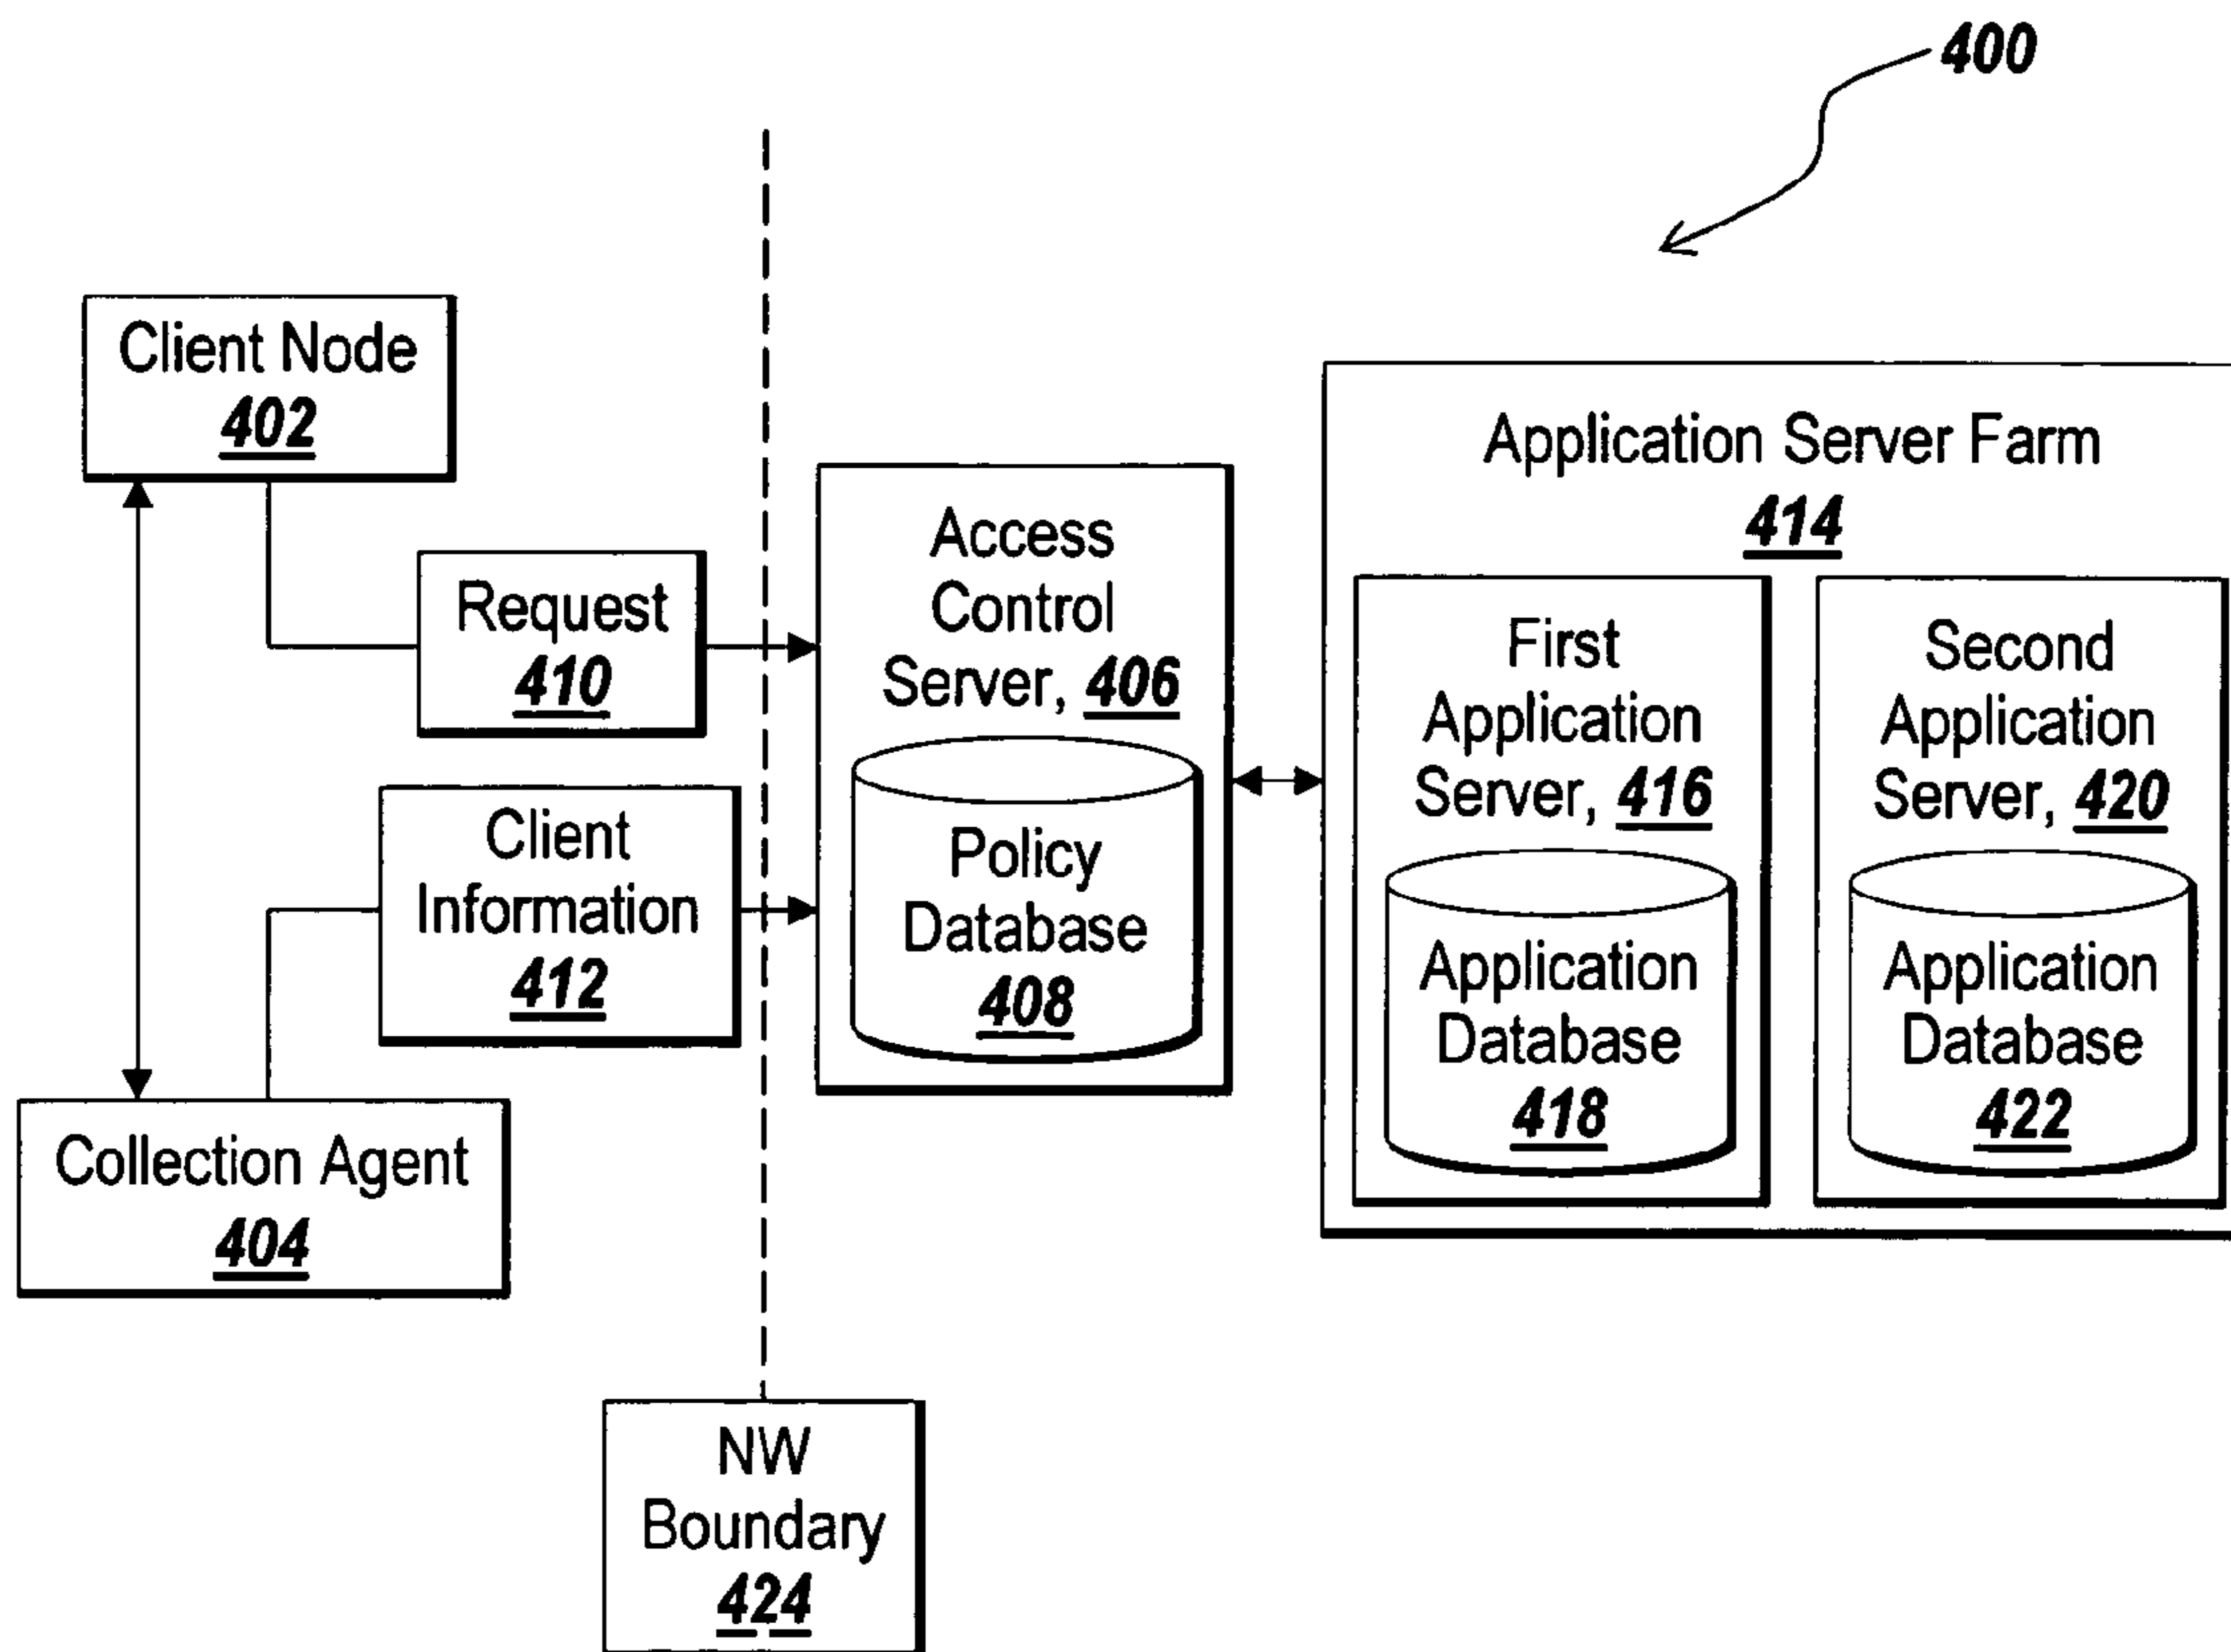 400
Client Node
402
Request
410
Client
Information
412
Collection Agent
404
NW
Boundary
424
Access
Control
Server, 406
Policy
Database
408
Application Server Farm
414
First
Application
Server, 416
Application
Database
418
Second
Application
Server, 420
Application
Database
422